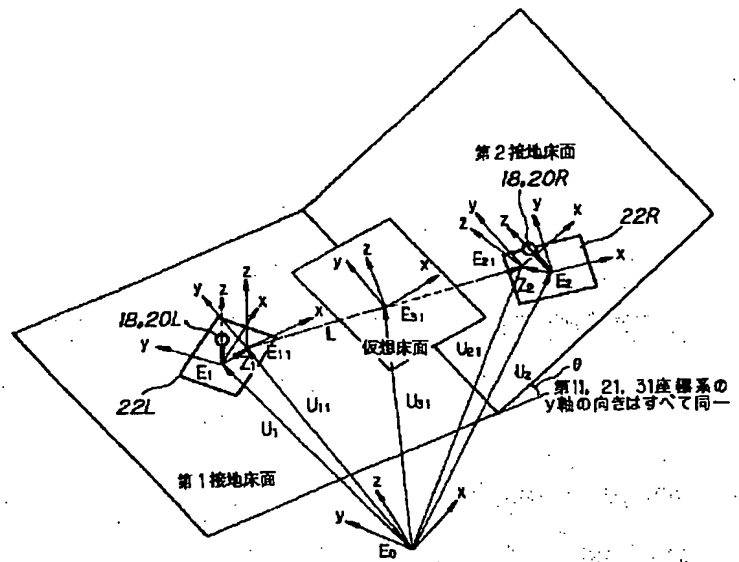 第2接地床面
18,20R
22R
y
z
y
z
y
x
x
E21
Z2
E2
y
z
x
E31
仮想床面
L
y
z
z
x
x
18,20L
y
E1
Z1
E11
22L
U1
U11
U31
U21
U2
θ
第11, 21, 31座標系の
y軸の向きはすべて同一
第1接地床面
z
x
y
E0